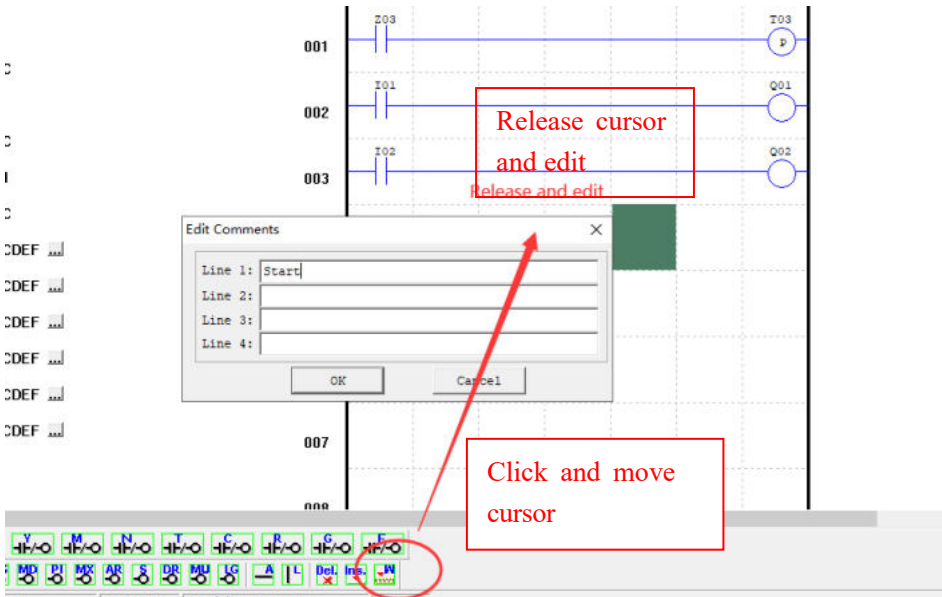 Z03
T03
001
P
C
I01
Q01
002
Release cursor
and edit
C
I02
Q02
003
Release and edit
C
Edit Comments
CDEF ...
Line 1: Start
CDEF ...
Line 2:
CDEF ...
Line 3:
Line 4:
CDEF ...
OK
Cancel
CDEF ...
CDEF ...
007
Click and move
cursor
008
Y M N T C R G F
MD PI MX AR S DR MU LG A L Del. Ins. W